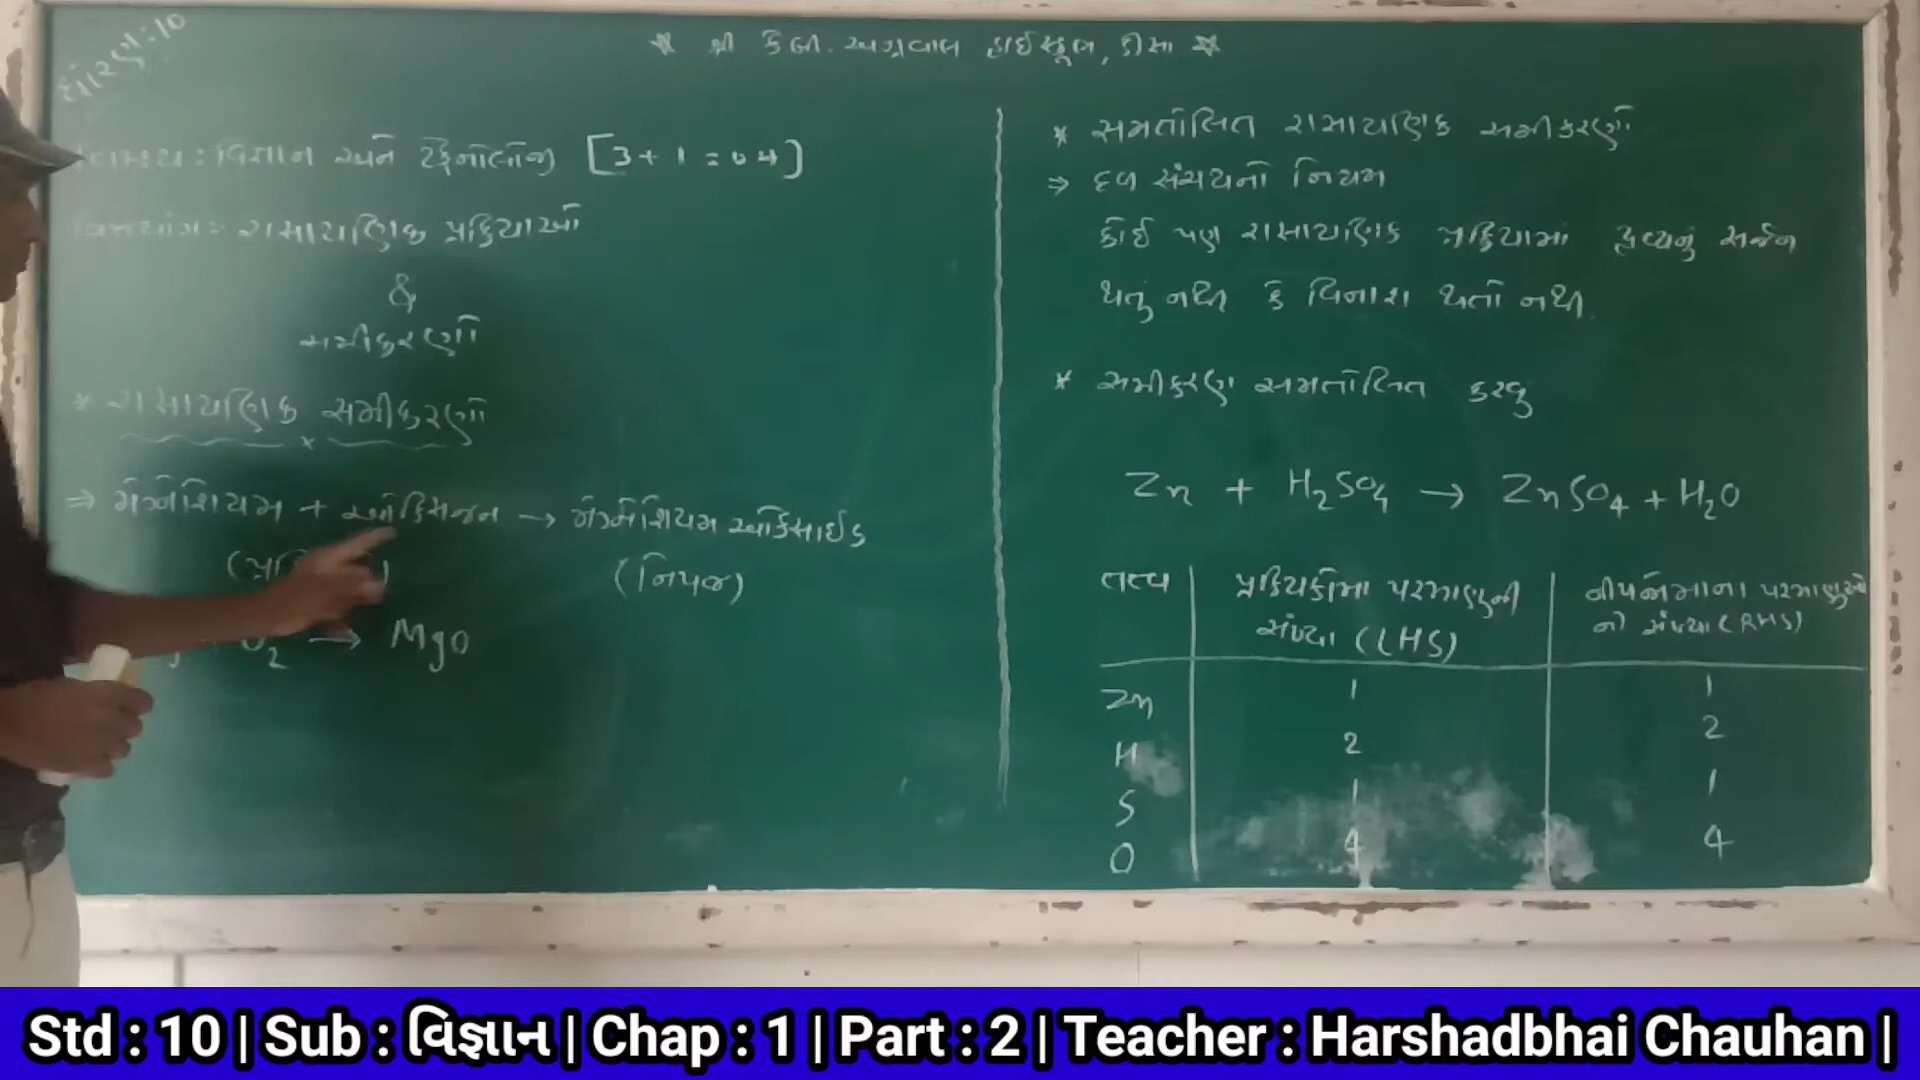 ધોરણ:10
* શ્રી કે.બી. અગ્રવાલ હાઈસ્કૂલ, ડીસા *
વિજ્ઞાન અને ટેકનોલોજી [3+1=04]
રાસાયણિક પ્રક્રિયાઓ
&
સમીકરણો
* રાસાયણિક સમીકરણો
⇒ મેગ્નેશિયમ + ઓક્સિજન → મેગ્નેશિયમ ઓક્સાઈડ
(નિપજ)
O₂ → MgO
* સમતોલિત રાસાયણિક સમીકરણો
⇒ દળ સંચયનો નિયમ
કોઈ પણ રાસાયણિક પ્રક્રિયામાં દ્રવ્યનું સર્જન
થતું નથી કે વિનાશ થતો નથી.
* સમીકરણ સમતોલિત કરવું
Zn + H₂SO₄ → ZnSO₄ + H₂O
તત્વ | પ્રક્રિયકોમાં પરમાણુની સંખ્યા (LHS) | નીપજોમાના પરમાણુઓની સંખ્યા (RHS)
Zn 1 1
H 2 2
S 1 1
O 4 4
Std : 10 | Sub : વિજ્ઞાન | Chap : 1 | Part : 2 | Teacher : Harshadbhai Chauhan |